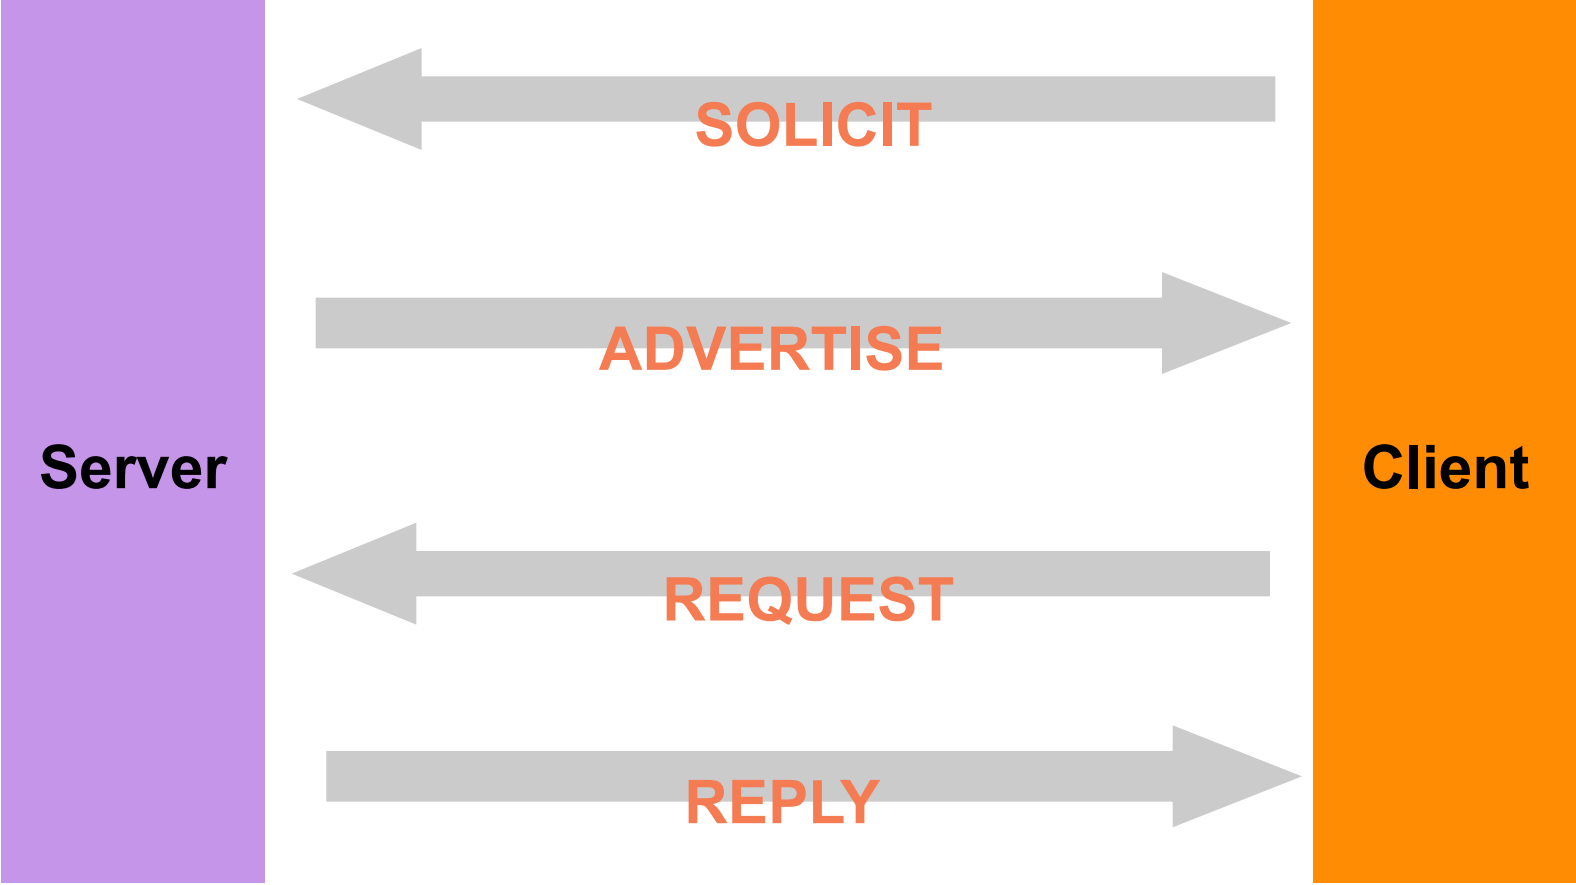 SOLICIT
ADVERTISE
Server
Client
REQUEST
REPLY